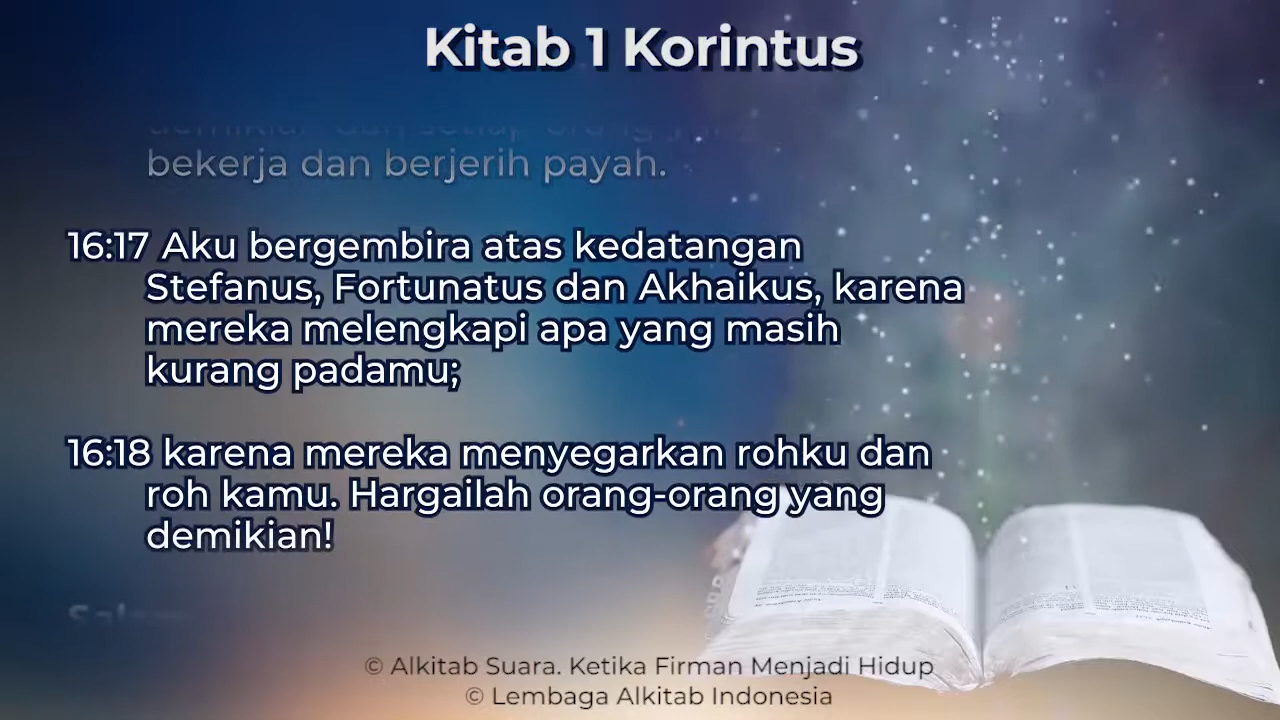 Kitab 1 Korintus
bekerja dan berjerih payah.
16:17 Aku bergembira atas kedatangan
Stefanus, Fortunatus dan Akhaikus, karena
mereka melengkapi apa yang masih
kurang padamu;
16:18 karena mereka menyegarkan rohku dan
roh kamu. Hargailah orang-orang yang
demikian!
© Alkitab Suara. Ketika Firman Menjadi Hidup
© Lembaga Alkitab Indonesia